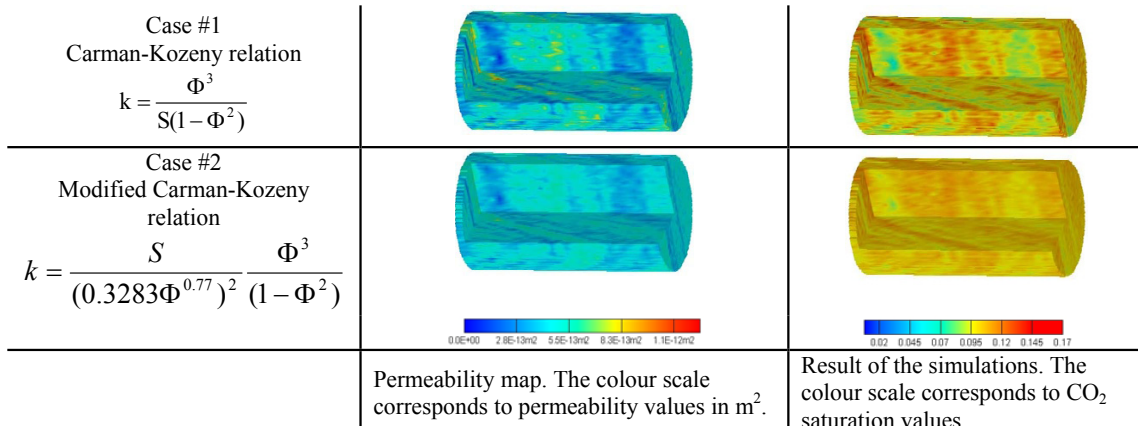 Case #1
Carman-Kozeny relation
k = Φ³ / S(1 − Φ²)
Case #2
Modified Carman-Kozeny
relation
k = S / (0.3283Φ^0.77)² Φ³ / (1 − Φ²)
0.0E+00 2.8E-13m2 5.5E-13m2 8.3E-13m2 1.1E-12m2
0.02 0.045 0.07 0.095 0.12 0.145 0.17
Permeability map. The colour scale
corresponds to permeability values in m².
Result of the simulations. The
colour scale corresponds to CO₂
saturation values